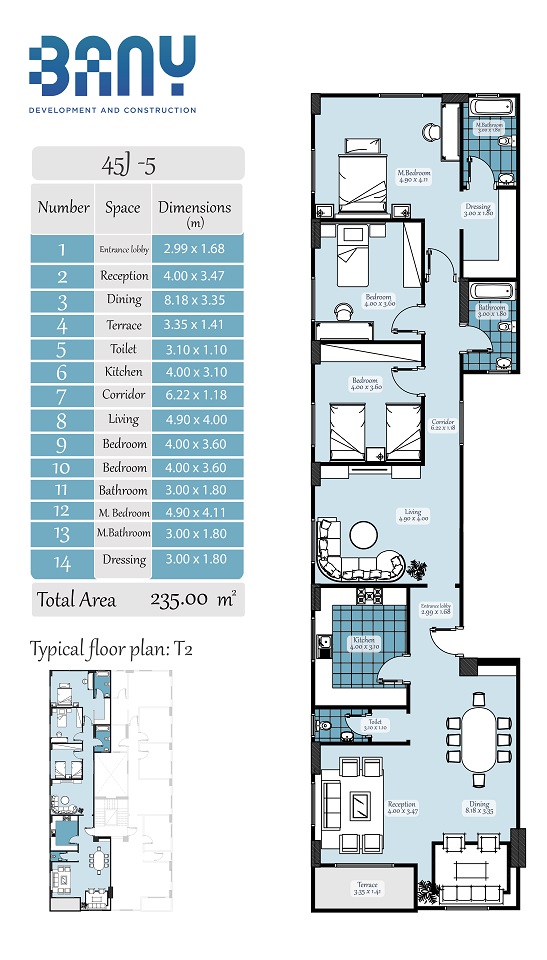 BANY
DEVELOPMENT AND CONSTRUCTION
45J -5
Number Space Dimensions (m)
1 Entrance lobby 2.99 x 1.68
2 Reception 4.00 x 3.47
3 Dining 8.18 x 3.35
4 Terrace 3.35 x 1.41
5 Toilet 3.10 x 1.10
6 Kitchen 4.00 x 3.10
7 Corridor 6.22 x 1.18
8 Living 4.90 x 4.00
9 Bedroom 4.00 x 3.60
10 Bedroom 4.00 x 3.60
11 Bathroom 3.00 x 1.80
12 M. Bedroom 4.90 x 4.11
13 M.Bathroom 3.00 x 1.80
14 Dressing 3.00 x 1.80
Total Area 235.00 m²
Typical floor plan: T2
M.Bathroom
3.00 x 1.80
M.Bedroom
4.90 x 4.11
Dressing
3.00 x 1.80
Bedroom
4.00 x 3.60
Bathroom
3.00 x 1.80
Bedroom
4.00 x 3.60
Corridor
6.22 x 1.18
Living
4.90 x 4.00
Entrance lobby
2.99 x 1.68
Kitchen
4.00 x 3.10
Toilet
3.10 x 1.10
Reception
4.00 x 3.47
Dining
8.18 x 3.35
Terrace
3.35 x 1.41